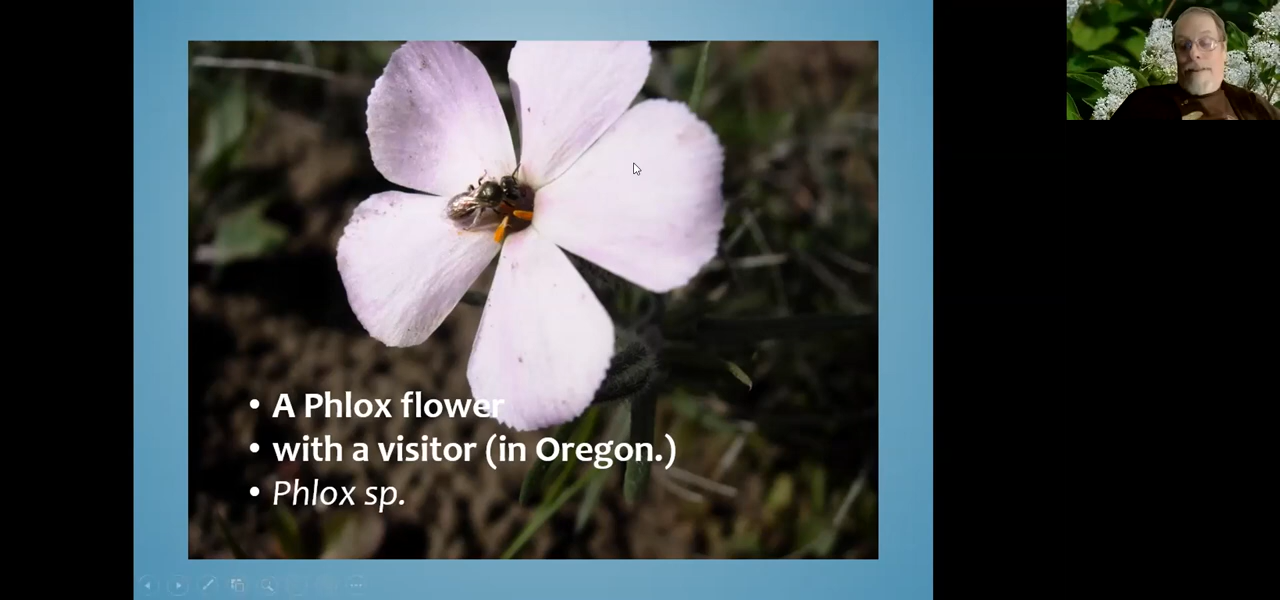 • A Phlox flower
• with a visitor (in Oregon.)
• Phlox sp.